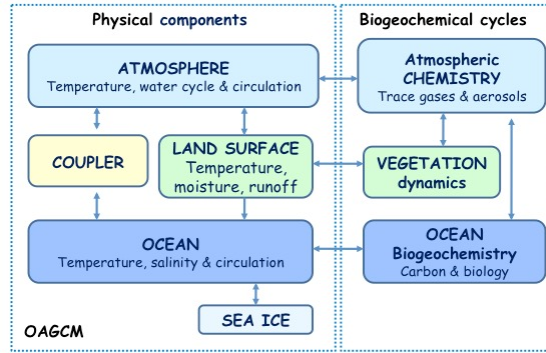 Physical components
Biogeochemical cycles
ATMOSPHERE
Temperature, water cycle & circulation
Atmospheric
CHEMISTRY
Trace gases & aerosols
COUPLER
LAND SURFACE
Temperature,
moisture, runoff
VEGETATION
dynamics
OCEAN
Temperature, salinity & circulation
OCEAN
Biogeochemistry
Carbon & biology
SEA ICE
OAGCM